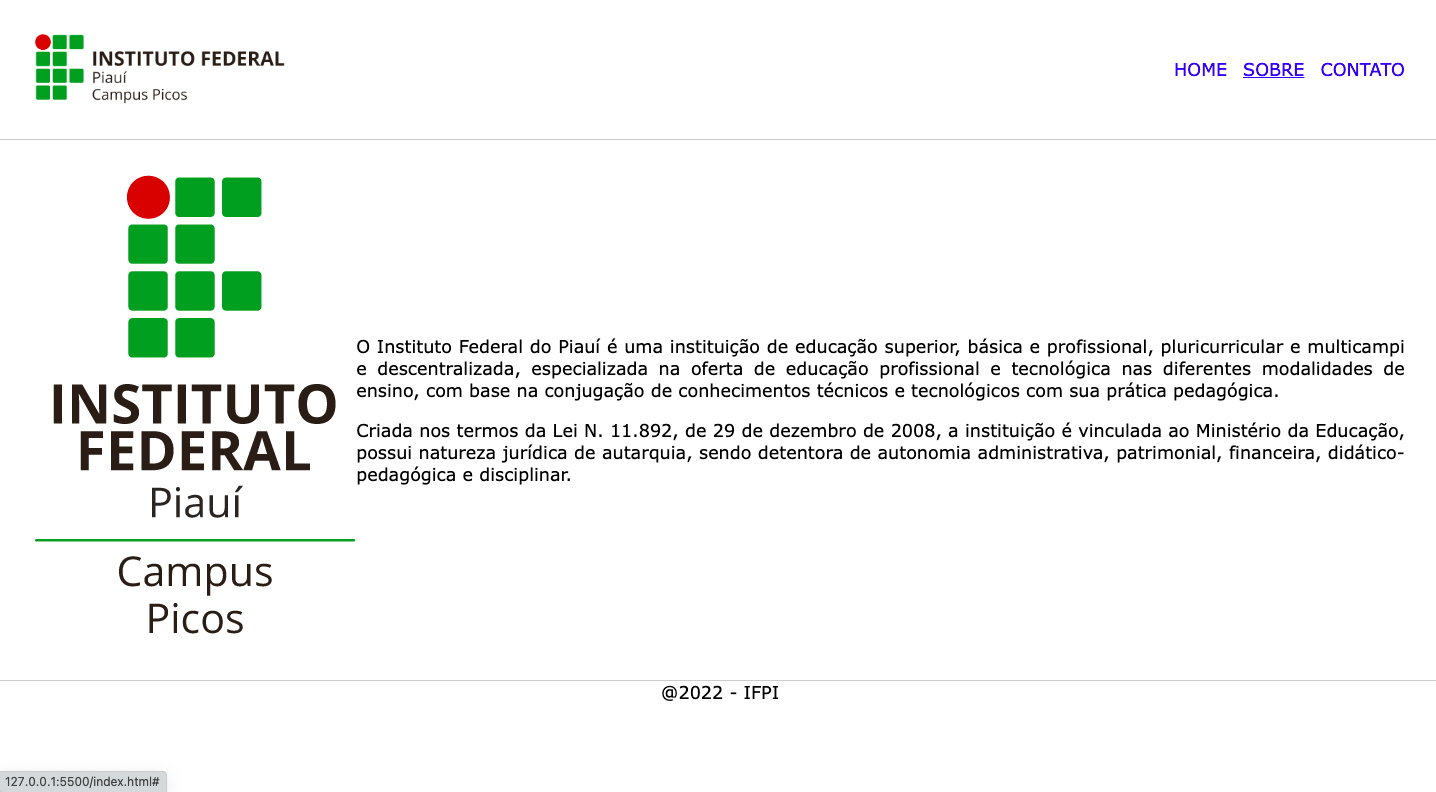 INSTITUTO FEDERAL
Piauí
Campus Picos
HOME SOBRE CONTATO
INSTITUTO
FEDERAL
Piauí
Campus
Picos
O Instituto Federal do Piauí é uma instituição de educação superior, básica e profissional, pluricurricular e multicampi
e descentralizada, especializada na oferta de educação profissional e tecnológica nas diferentes modalidades de
ensino, com base na conjugação de conhecimentos técnicos e tecnológicos com sua prática pedagógica.
Criada nos termos da Lei N. 11.892, de 29 de dezembro de 2008, a instituição é vinculada ao Ministério da Educação,
possui natureza jurídica de autarquia, sendo detentora de autonomia administrativa, patrimonial, financeira, didático-
pedagógica e disciplinar.
@2022 - IFPI
127.0.0.1:5500/index.html#